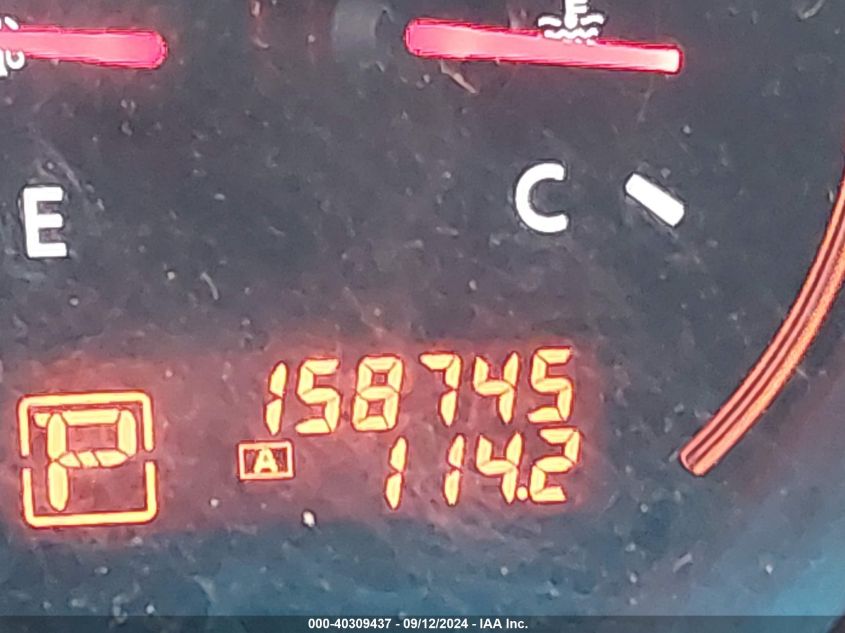 E
C
158745
P
A 114.2
000-40309437 - 09/12/2024 - IAA Inc.